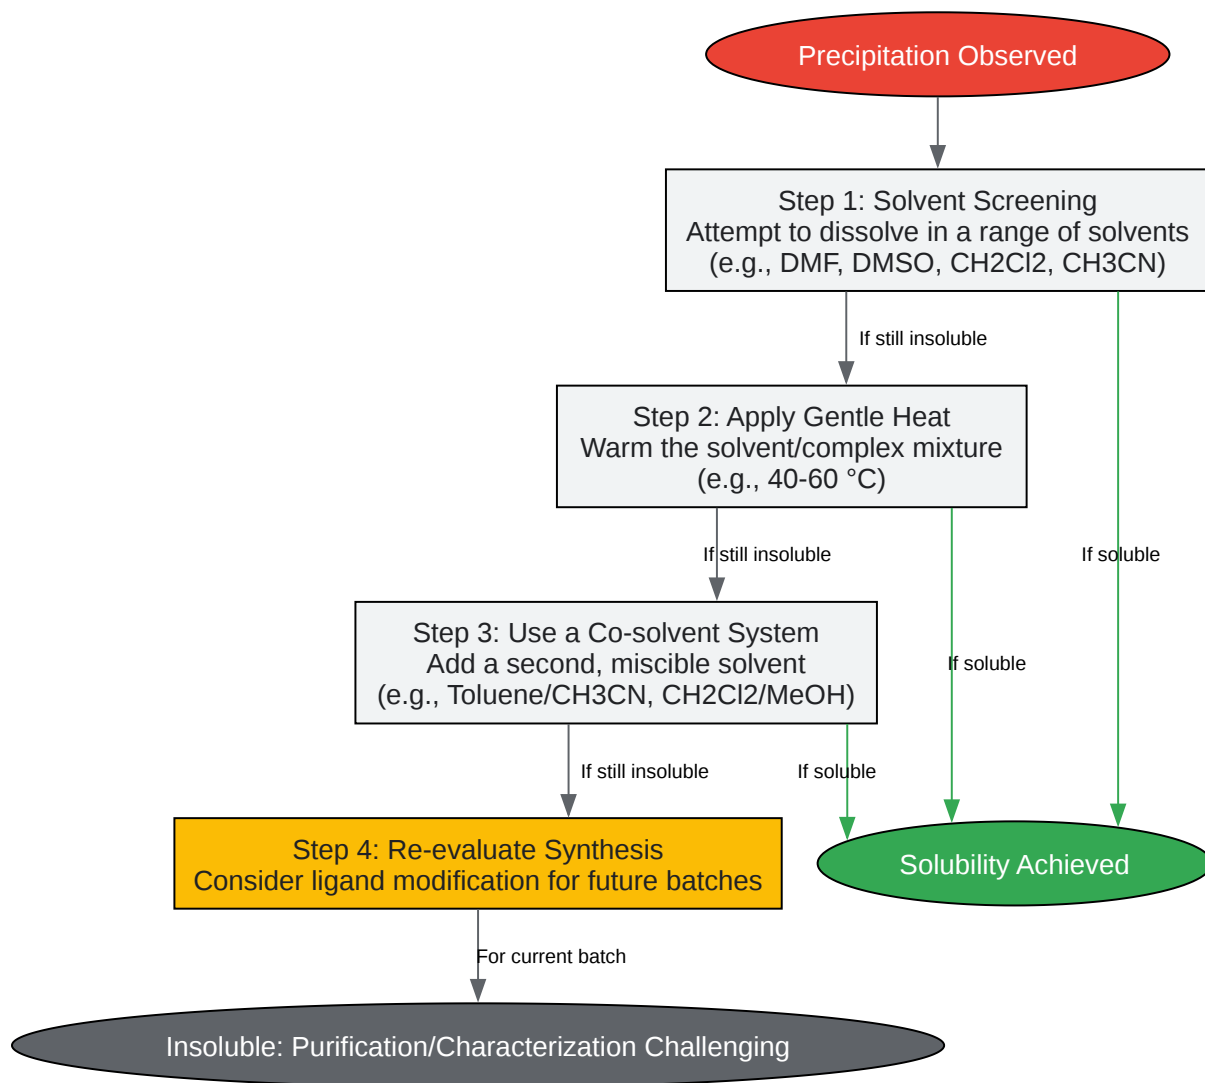 Precipitation Observed
Step 1: Solvent Screening
Attempt to dissolve in a range of solvents
(e.g., DMF, DMSO, CH2Cl2, CH3CN)
If still insoluble
Step 2: Apply Gentle Heat
Warm the solvent/complex mixture
(e.g., 40-60 °C)
If still insoluble
If soluble
Step 3: Use a Co-solvent System
Add a second, miscible solvent
(e.g., Toluene/CH3CN, CH2Cl2/MeOH)
If soluble
If still insoluble
If soluble
Step 4: Re-evaluate Synthesis
Consider ligand modification for future batches
Solubility Achieved
For current batch
Insoluble: Purification/Characterization Challenging